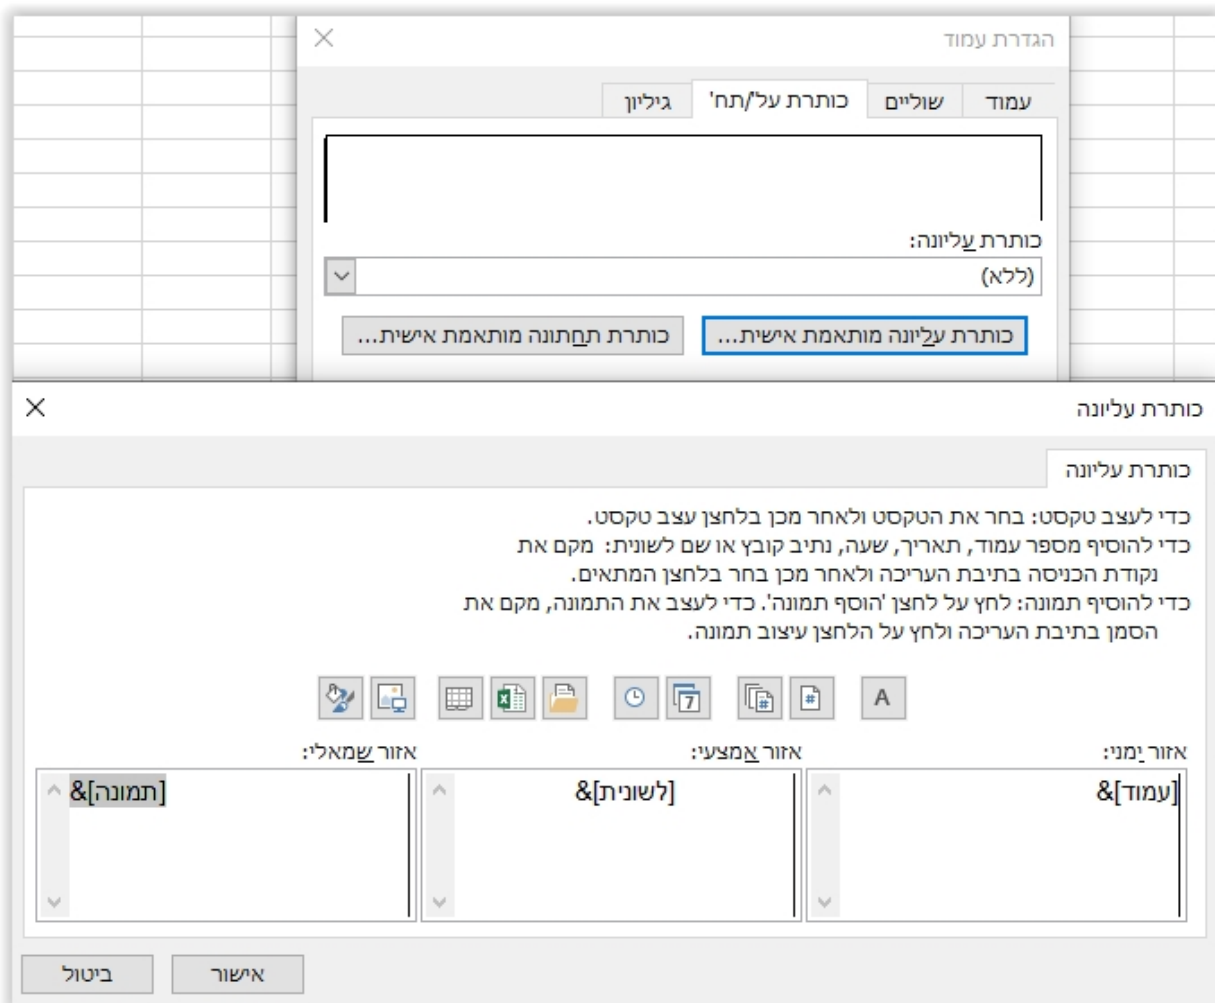 הגדרת עמוד
עמוד שוליים כותרת על/תח' גיליון
כותרת עליונה:
(ללא)
כותרת עליונה מותאמת אישית... כותרת תחתונה מותאמת אישית...
כותרת עליונה
כותרת עליונה
כדי לעצב טקסט: בחר את הטקסט ולאחר מכן בלחצן עצב טקסט.
כדי להוסיף מספר עמוד, תאריך, שעה, נתיב קובץ או שם לשונית: מקם את
נקודת הכניסה בתיבת העריכה ולאחר מכן בחר בלחצן המתאים.
כדי להוסיף תמונה: לחץ על לחצן 'הוסף תמונה'. כדי לעצב את התמונה, מקם את
הסמן בתיבת העריכה ולחץ על הלחצן עיצוב תמונה.
A # # 7
אזור ימני: אזור אמצעי: אזור שמאלי:
&[עמוד] &[לשונית] &[תמונה]
אישור ביטול